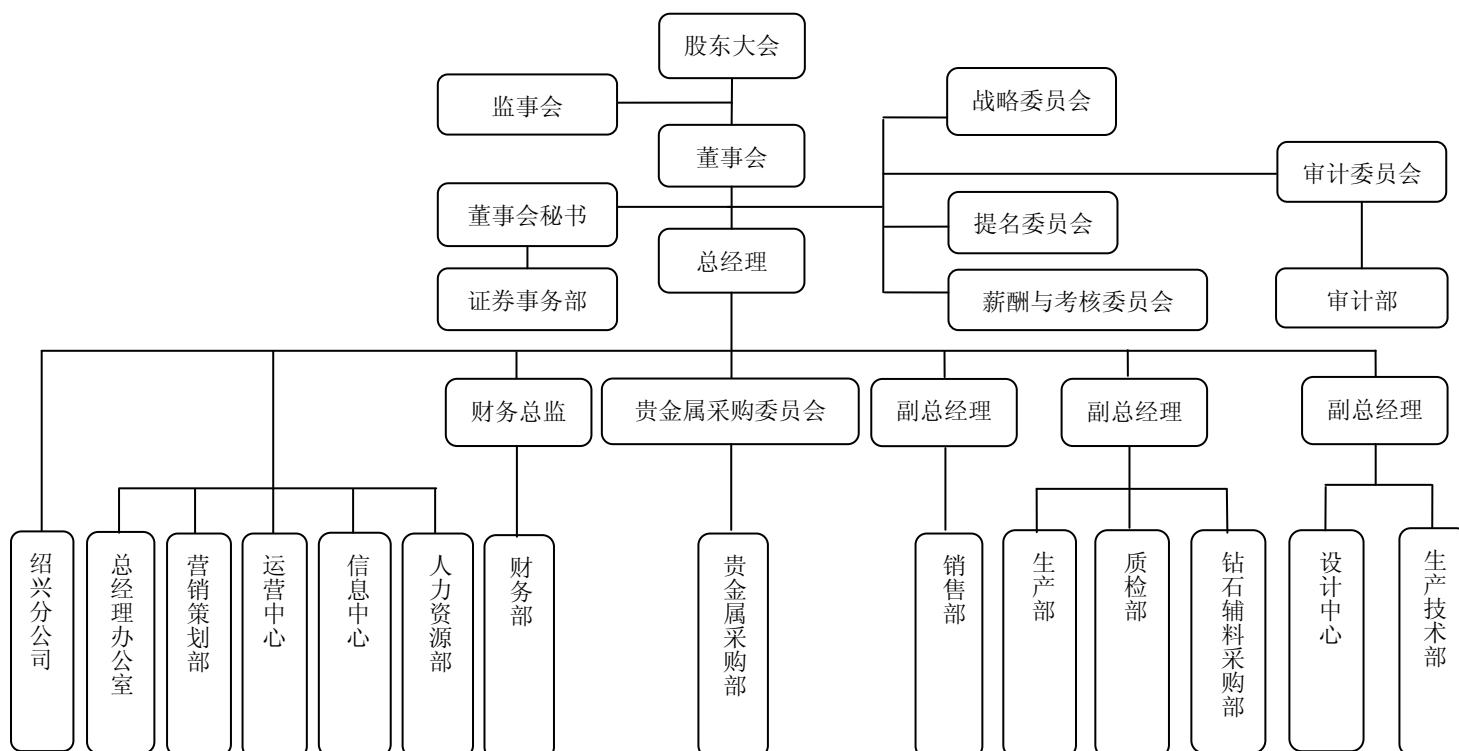 股东大会
监事会
战略委员会
董事会
审计委员会
董事会秘书
提名委员会
总经理
证券事务部
薪酬与考核委员会
审计部
财务总监
贵金属采购委员会
副总经理
副总经理
副总经理
绍兴分公司
总经理办公室
营销策划部
运营中心
信息中心
人力资源部
财务部
贵金属采购部
销售部
生产部
质检部
钻石辅料采购部
设计中心
生产技术部